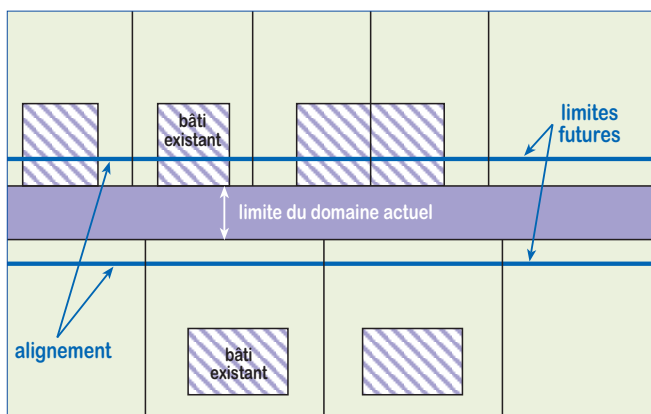 bâti
existant
limites
futures
limite du domaine actuel
alignement
bâti
existant